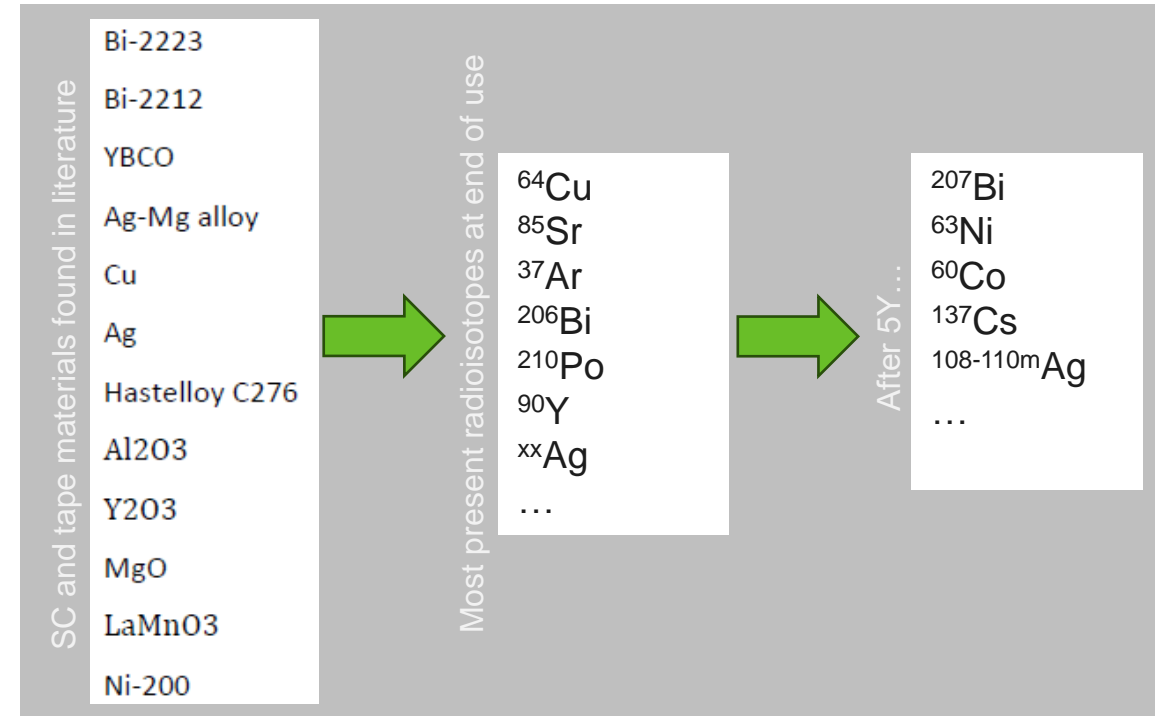 SC and tape materials found in literature
Bi-2223
Bi-2212
YBCO
Ag-Mg alloy
Cu
Ag
Hastelloy C276
Al2O3
Y2O3
MgO
LaMnO3
Ni-200
Most present radioisotopes at end of use
⁶⁴Cu
⁸⁵Sr
³⁷Ar
²⁰⁶Bi
²¹⁰Po
⁹⁰Y
ˣˣAg
…
After 5Y…
²⁰⁷Bi
⁶³Ni
⁶⁰Co
¹³⁷Cs
¹⁰⁸⁻¹¹⁰ᵐAg
…